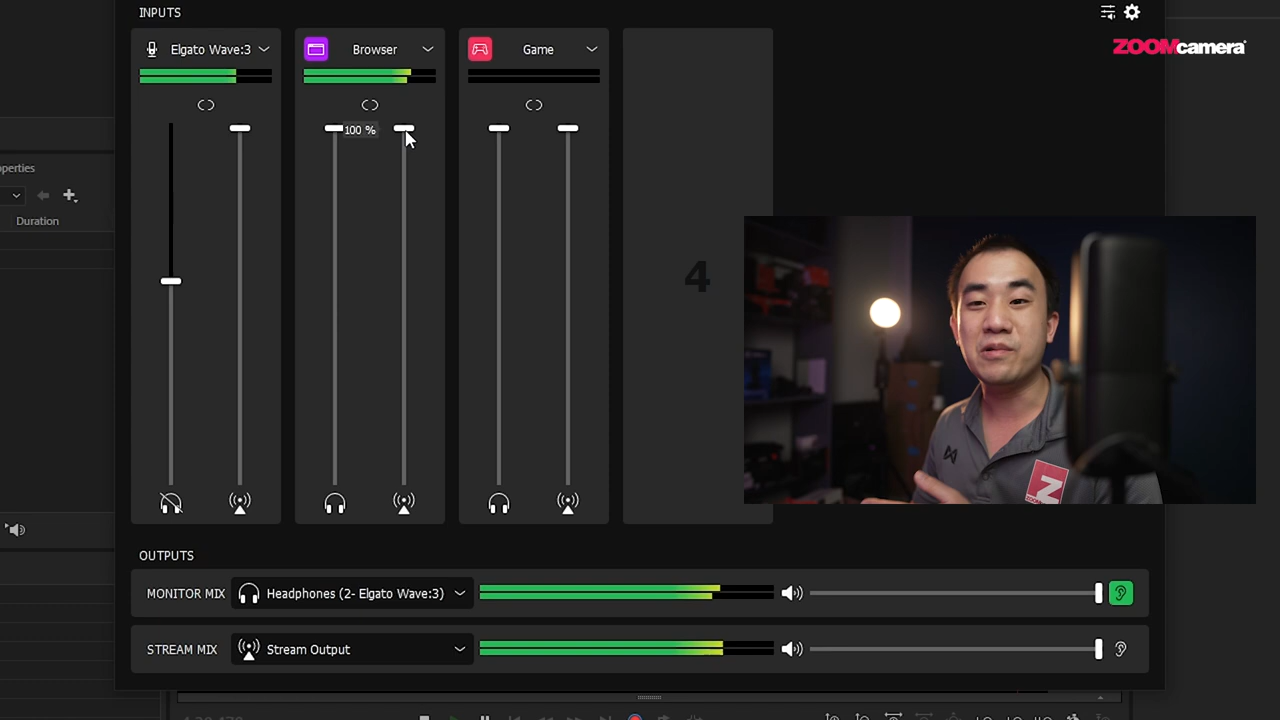 INPUTS
ZOOMcamera
Elgato Wave:3
Browser
Game
100 %
4
operties
Duration
OUTPUTS
MONITOR MIX
Headphones (2- Elgato Wave:3)
STREAM MIX
Stream Output
Z